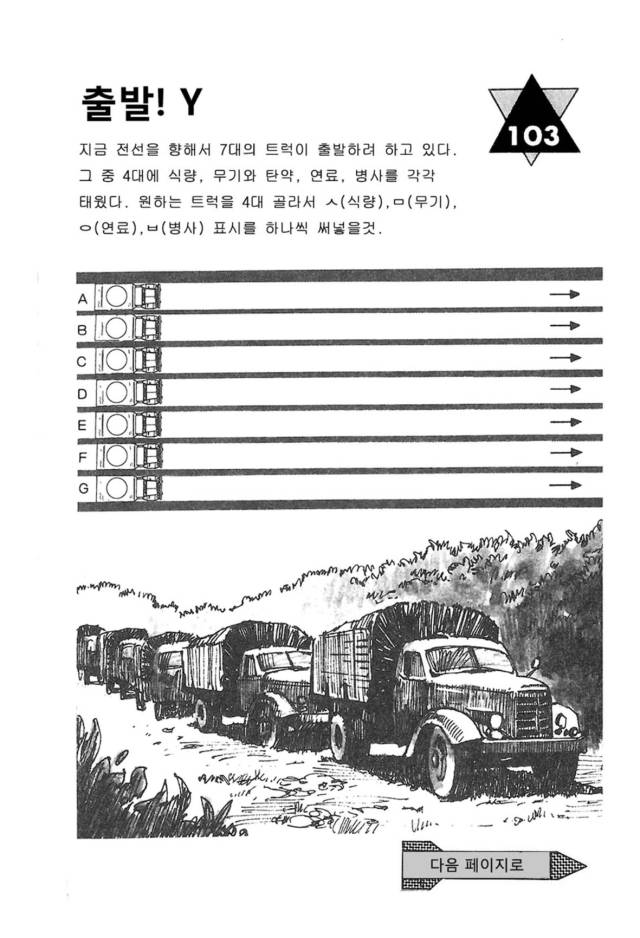 출발! Y
103
지금 전선을 향해서 7대의 트럭이 출발하려 하고 있다.
그 중 4대에 식량, 무기와 탄약, 연료, 병사를 각각
태웠다. 원하는 트럭을 4대 골라서 ㅅ(식량),ㅁ(무기),
ㅇ(연료),ㅂ(병사) 표시를 하나씩 써넣을것.
A
B
C
D
E
F
G
다음 페이지로